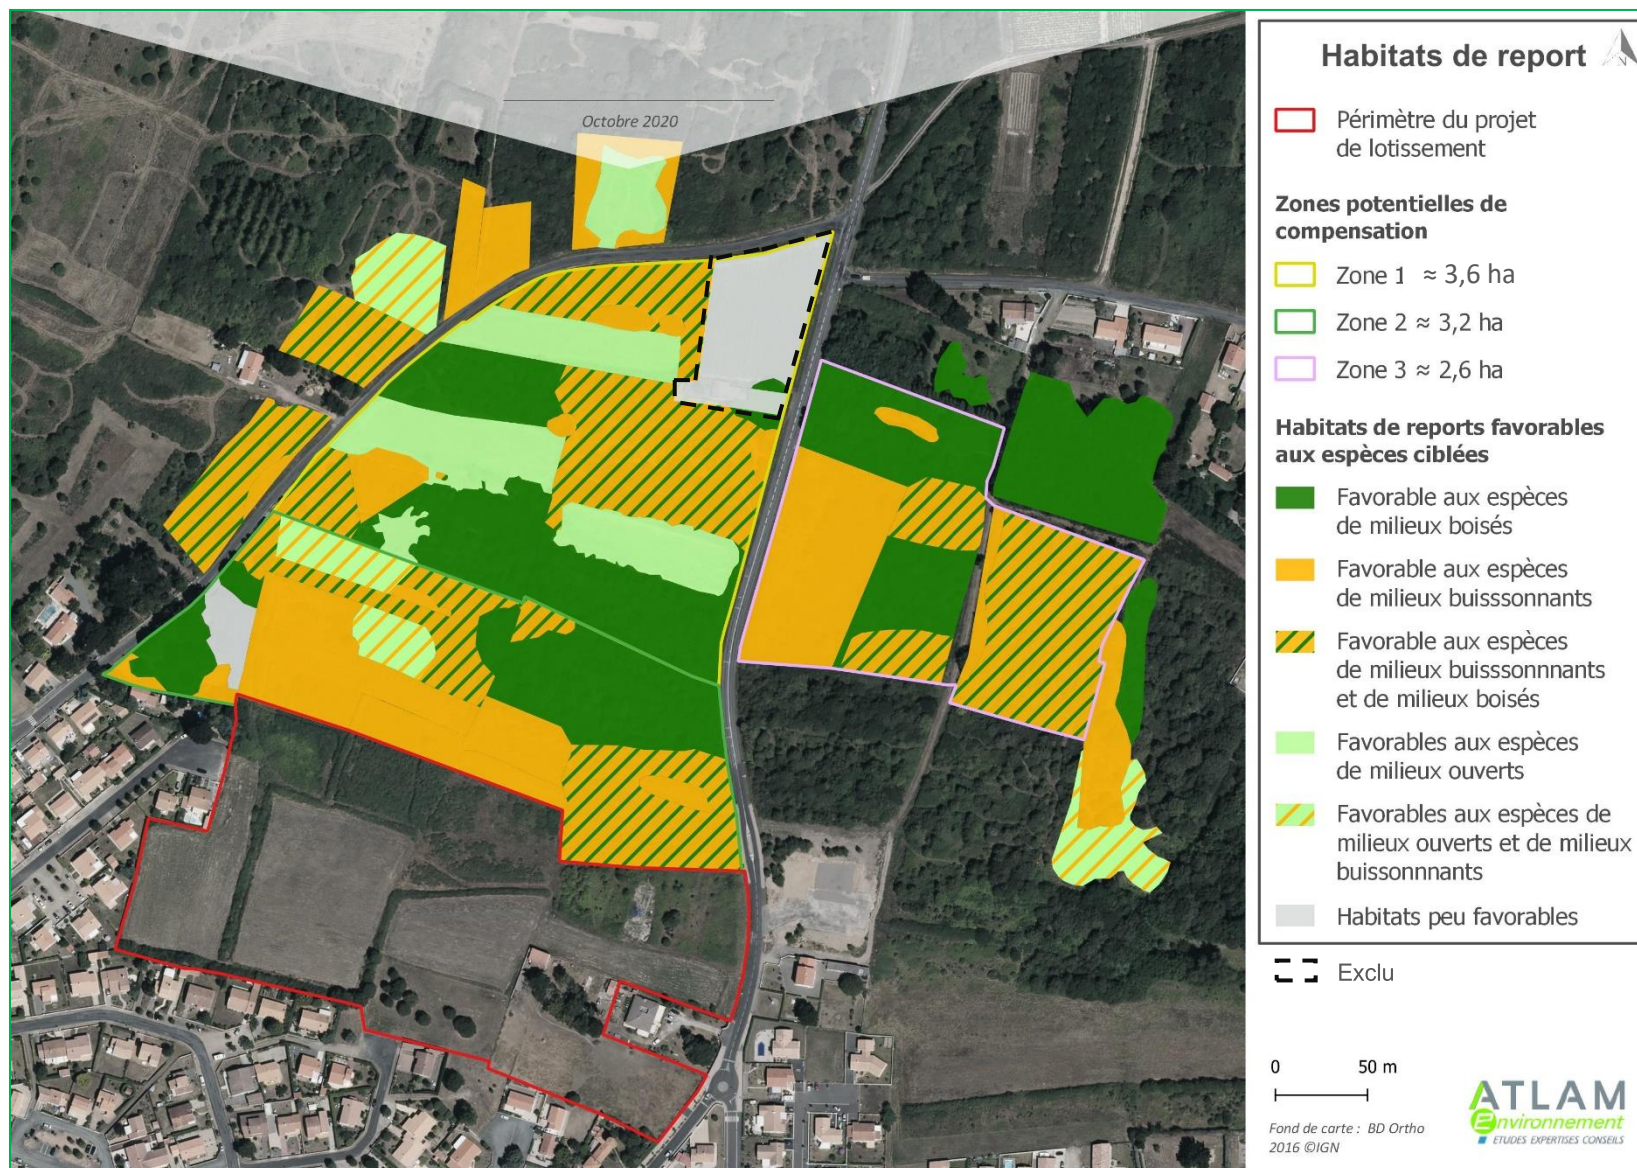 Octobre 2020
Habitats de report
N
Périmètre du projet
de lotissement
Zones potentielles de
compensation
Zone 1 ≈ 3,6 ha
Zone 2 ≈ 3,2 ha
Zone 3 ≈ 2,6 ha
Habitats de reports favorables
aux espèces ciblées
Favorable aux espèces
de milieux boisés
Favorable aux espèces
de milieux buisssonnants
Favorable aux espèces
de milieux buisssonnnants
et de milieux boisés
Favorables aux espèces
de milieux ouverts
Favorables aux espèces de
milieux ouverts et de milieux
buissonnnants
Habitats peu favorables
Exclu
0 50 m
Fond de carte : BD Ortho
2016 ©IGN
ATLAM
Environnement
ETUDES EXPERTISES CONSEILS